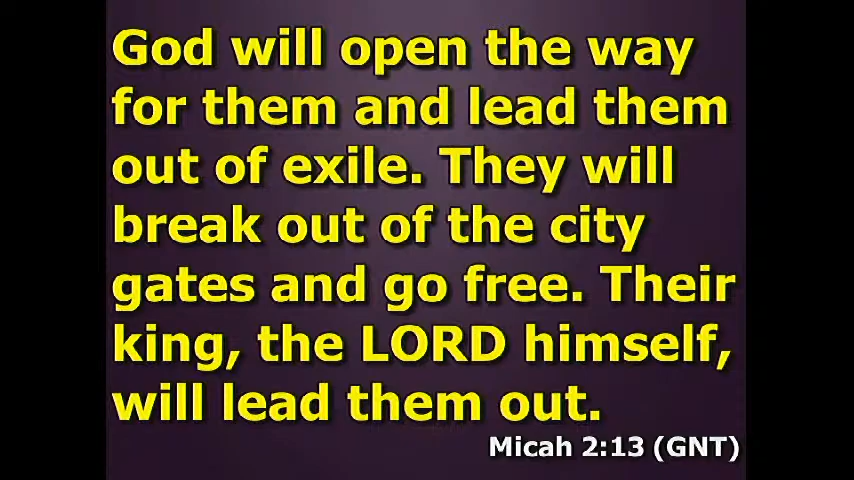 God will open the way
for them and lead them
out of exile. They will
break out of the city
gates and go free. Their
king, the LORD himself,
will lead them out.
Micah 2:13 (GNT)